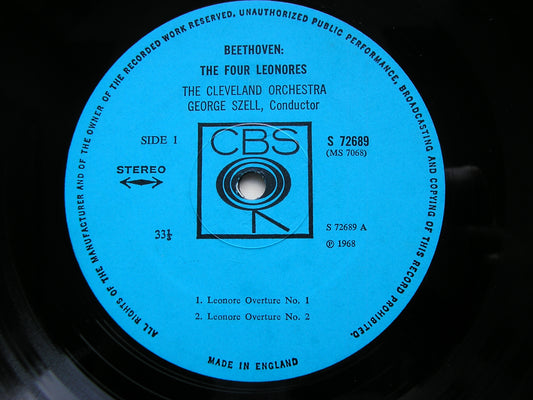 ALL RIGHTS OF THE MANUFACTURER AND OF THE OWNER OF THE RECORDED WORK RESERVED. UNAUTHORIZED PUBLIC PERFORMANCE, BROADCASTING AND COPYING OF THIS RECORD PROHIBITED.
BEETHOVEN:
THE FOUR LEONORES
THE CLEVELAND ORCHESTRA
GEORGE SZELL, Conductor
SIDE 1
CBS
S 72689
(MS 7068)
STEREO
33⅓
S 72689 A
℗ 1968
1. Leonore Overture No. 1
2. Leonore Overture No. 2
MADE IN ENGLAND